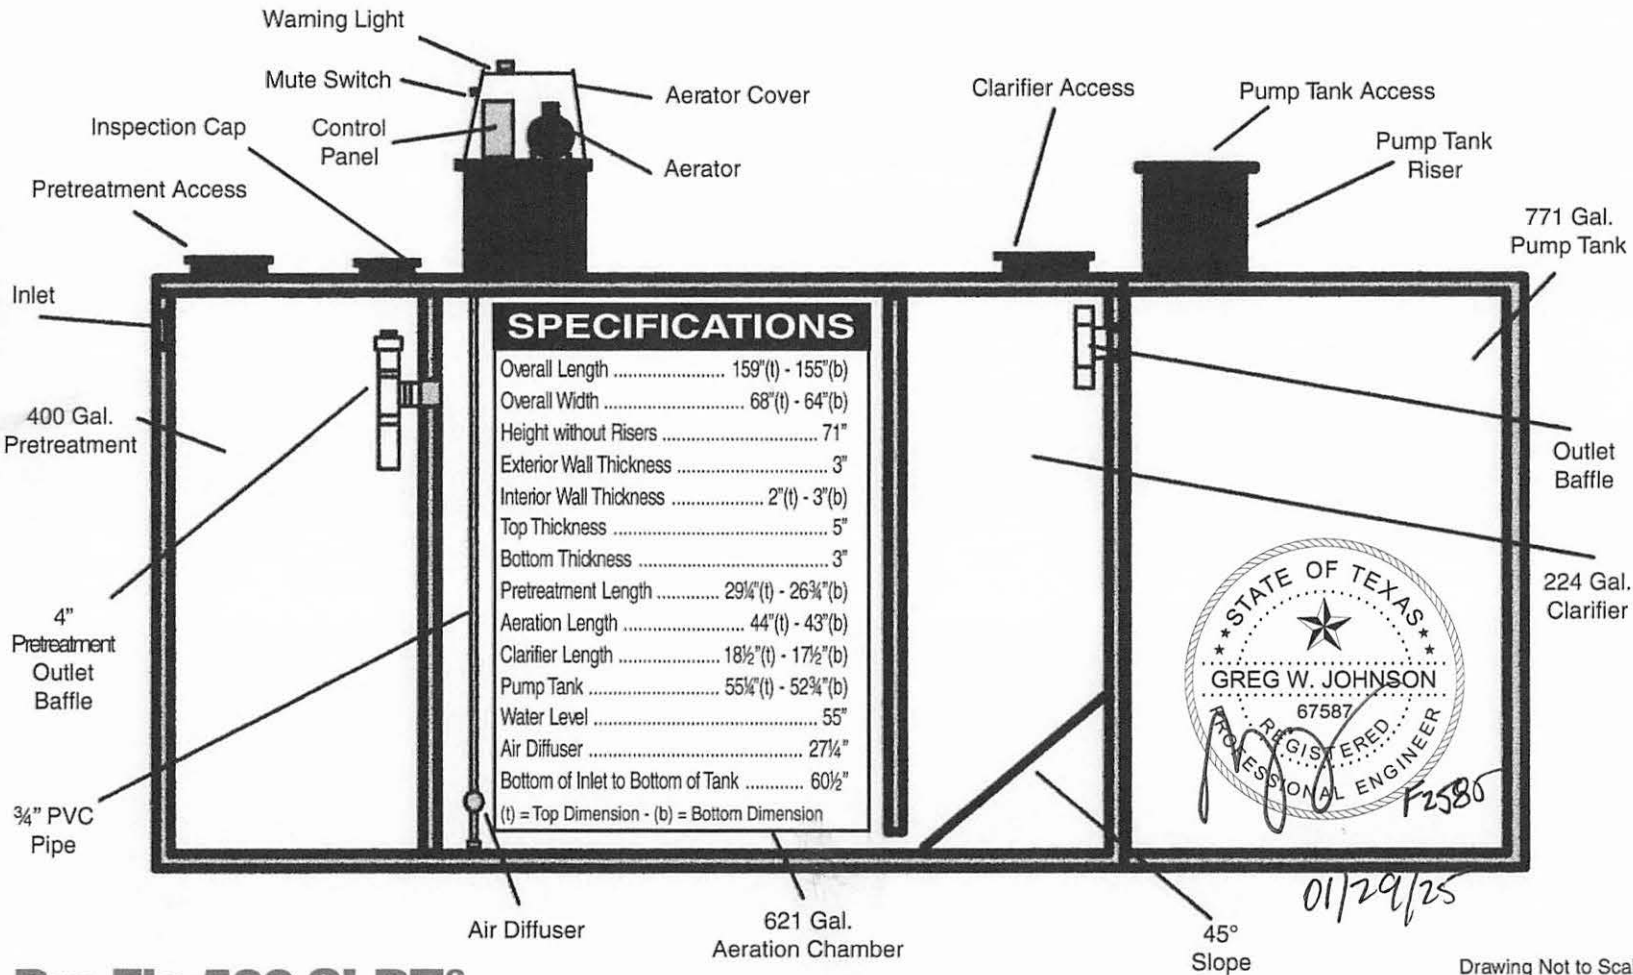 Warning Light
Mute Switch
Control
Panel
Inspection Cap
Pretreatment Access
Inlet
400 Gal.
Pretreatment
4"
Pretreatment
Outlet
Baffle
¾" PVC
Pipe
Aerator Cover
Aerator
Clarifier Access
Pump Tank Access
Pump Tank
Riser
771 Gal.
Pump Tank
SPECIFICATIONS
Overall Length ....................... 159"(t) - 155"(b)
Overall Width ............................ 68"(t) - 64"(b)
Height without Risers ................................ 71"
Exterior Wall Thickness ............................... 3"
Interior Wall Thickness .................. 2"(t) - 3"(b)
Top Thickness ............................................ 5"
Bottom Thickness ....................................... 3"
Pretreatment Length ............ 29¼"(t) - 26¾"(b)
Aeration Length ........................ 44"(t) - 43"(b)
Clarifier Length ..................... 18½"(t) - 17½"(b)
Pump Tank .......................... 55¼"(t) - 52¾"(b)
Water Level .............................................. 55"
Air Diffuser ............................................ 27¼"
Bottom of Inlet to Bottom of Tank ............ 60½"
(t) = Top Dimension - (b) = Bottom Dimension
Outlet
Baffle
224 Gal.
Clarifier
STATE OF TEXAS
GREG W. JOHNSON
67587
REGISTERED
PROFESSIONAL ENGINEER
F2585
01/29/25
Air Diffuser
621 Gal.
Aeration Chamber
45°
Slope